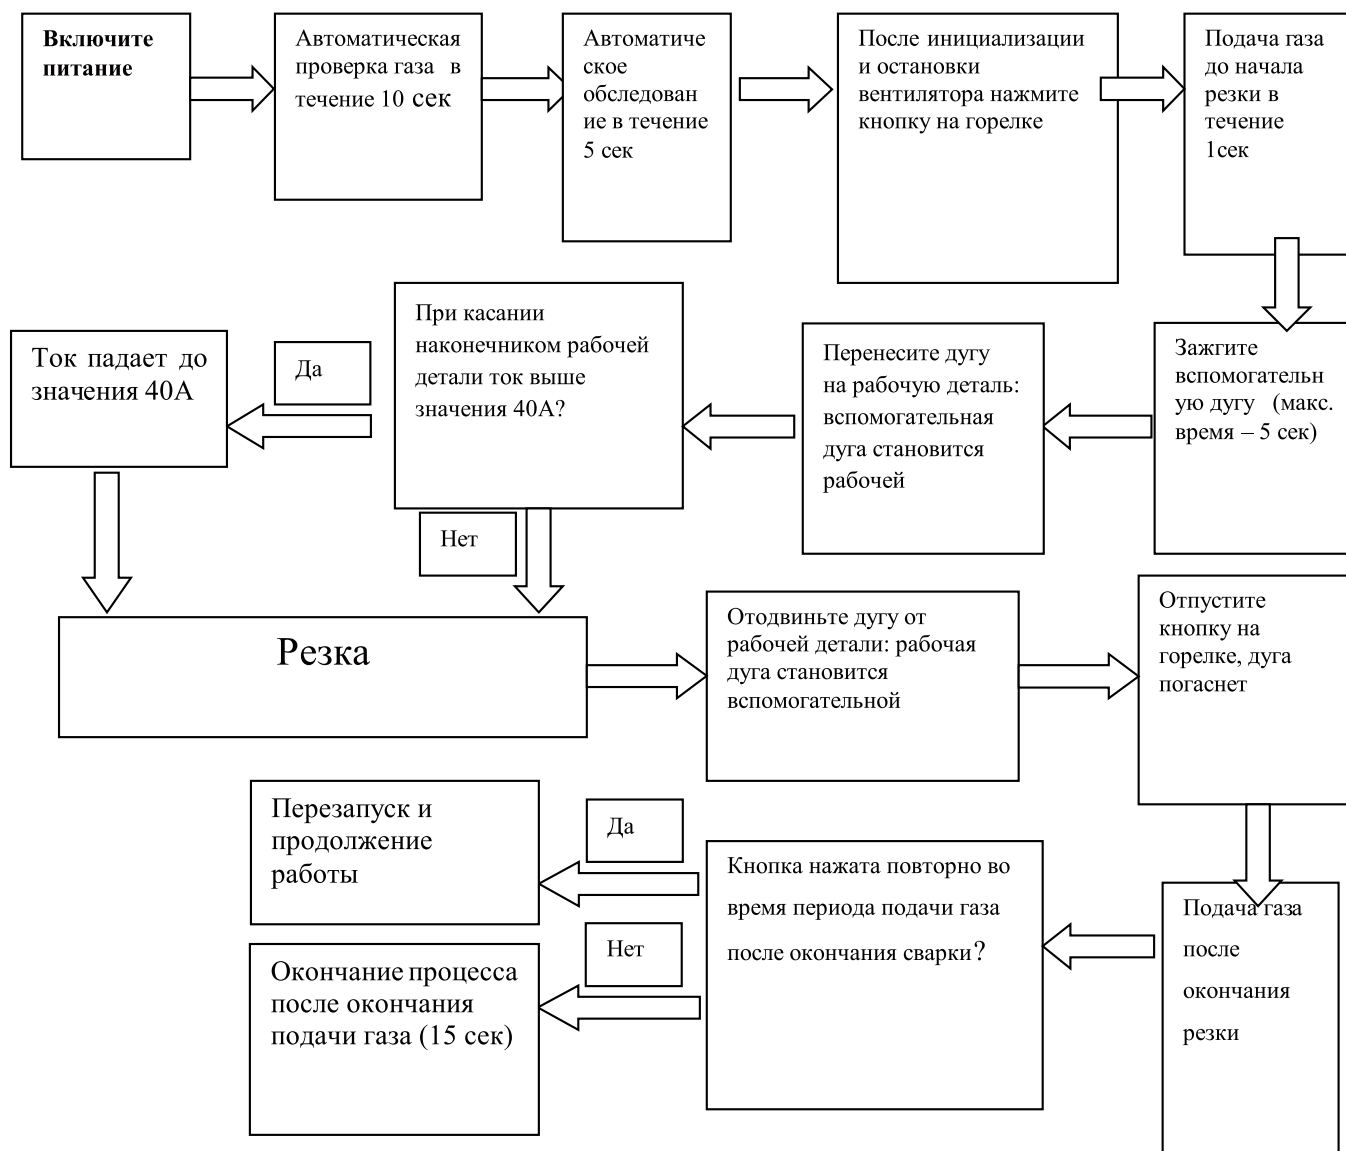 Включите
питание
Автоматическая
проверка газа в
течение 10 сек
Автоматиче
ское
обследован
ие в течение
5 сек
После инициализации
и остановки
вентилятора нажмите
кнопку на горелке
Подача газа
до начала
резки в
течение
1сек
Зажгите
вспомогательн
ую дугу (макс.
время – 5 сек)
Перенесите дугу
на рабочую деталь:
вспомогательная
дуга становится
рабочей
При касании
наконечником рабочей
детали ток выше
значения 40А?
Да
Ток падает до
значения 40А
Нет
Резка
Отодвиньте дугу от
рабочей детали: рабочая
дуга становится
вспомогательной
Отпустите
кнопку на
горелке, дуга
погаснет
Подача газа
после
окончания
резки
Кнопка нажата повторно во
время периода подачи газа
после окончания сварки?
Да
Перезапуск и
продолжение
работы
Нет
Окончание процесса
после окончания
подачи газа (15 сек)